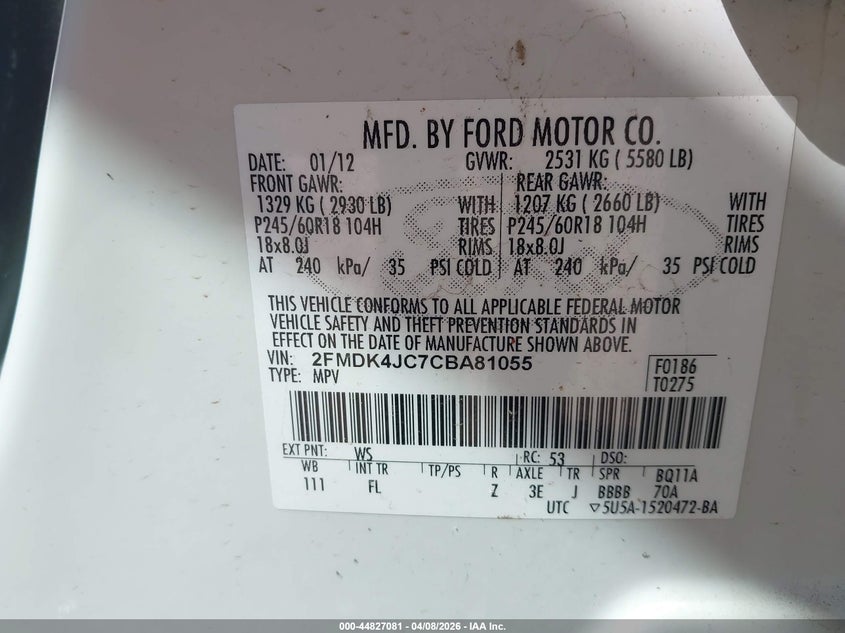 MFD. BY FORD MOTOR CO.
DATE: 01/12 GVWR: 2531 KG ( 5580 LB)
FRONT GAWR: REAR GAWR:
1329 KG ( 2930 LB) WITH 1207 KG ( 2660 LB) WITH
P245/60R18 104H TIRES P245/60R18 104H TIRES
18x8.0J RIMS 18x8.0J RIMS
AT 240 kPa/ 35 PSI COLD AT 240 kPa/ 35 PSI COLD
THIS VEHICLE CONFORMS TO ALL APPLICABLE FEDERAL MOTOR
VEHICLE SAFETY AND THEFT PREVENTION STANDARDS IN
EFFECT ON THE DATE OF MANUFACTURE SHOWN ABOVE.
VIN: 2FMDK4JC7CBA81055 F0186
TYPE: MPV T0275
EXT PNT: WS RC: 53 DSO:
WB INT TR TP/PS R AXLE TR SPR BQ11A
111 FL Z 3E J BBBB 70A
UTC ▽5U5A-1520472-BA
000-44827081 - 04/08/2026 - IAA Inc.